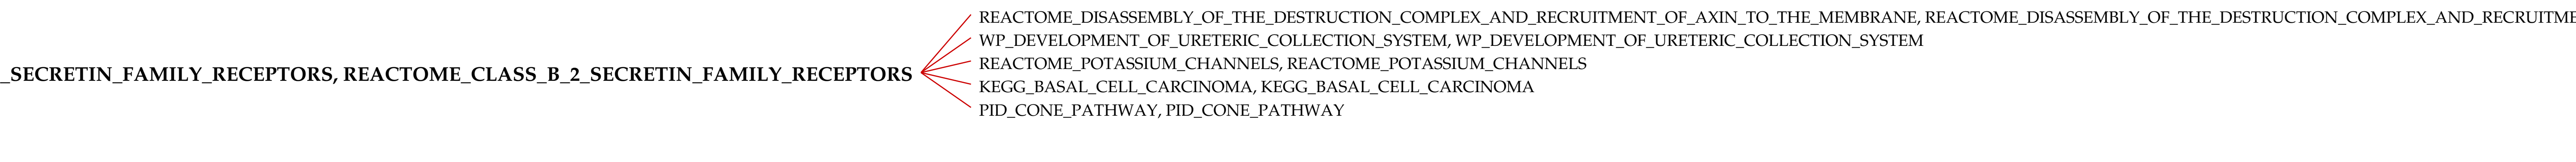 REACTOME_DISASSEMBLY_OF_THE_DESTRUCTION_COMPLEX_AND_RECRUITMENT_OF_AXIN_TO_THE_MEMBRANE, REACTOME_DISASSEMBLY_OF_THE_DESTRUCTION_COMPLEX_AND_RECRUITME
WP_DEVELOPMENT_OF_URETERIC_COLLECTION_SYSTEM, WP_DEVELOPMENT_OF_URETERIC_COLLECTION_SYSTEM
REACTOME_POTASSIUM_CHANNELS, REACTOME_POTASSIUM_CHANNELS
_SECRETIN_FAMILY_RECEPTORS, REACTOME_CLASS_B_2_SECRETIN_FAMILY_RECEPTORS
KEGG_BASAL_CELL_CARCINOMA, KEGG_BASAL_CELL_CARCINOMA
PID_CONE_PATHWAY, PID_CONE_PATHWAY